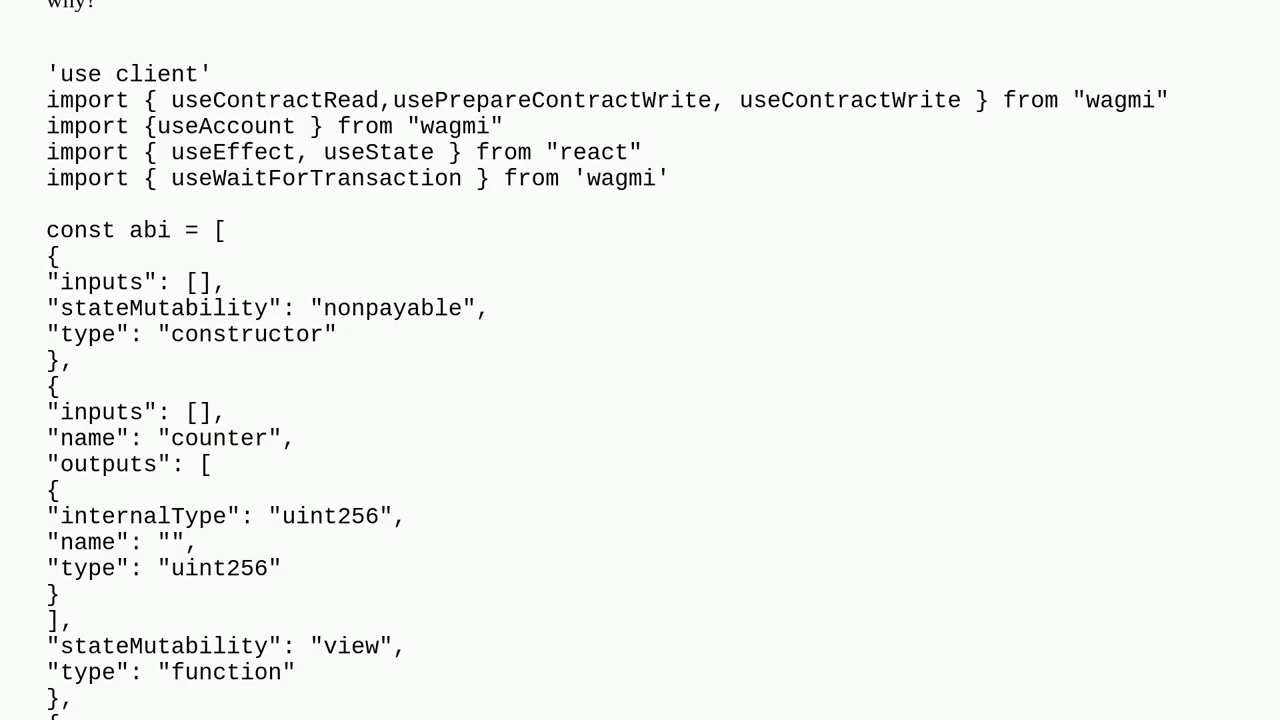 why?
'use client'
import { useContractRead,usePrepareContractWrite, useContractWrite } from "wagmi"
import {useAccount } from "wagmi"
import { useEffect, useState } from "react"
import { useWaitForTransaction } from 'wagmi'
const abi = [
{
"inputs": [],
"stateMutability": "nonpayable",
"type": "constructor"
},
{
"inputs": [],
"name": "counter",
"outputs": [
{
"internalType": "uint256",
"name": "",
"type": "uint256"
}
],
"stateMutability": "view",
"type": "function"
},
{